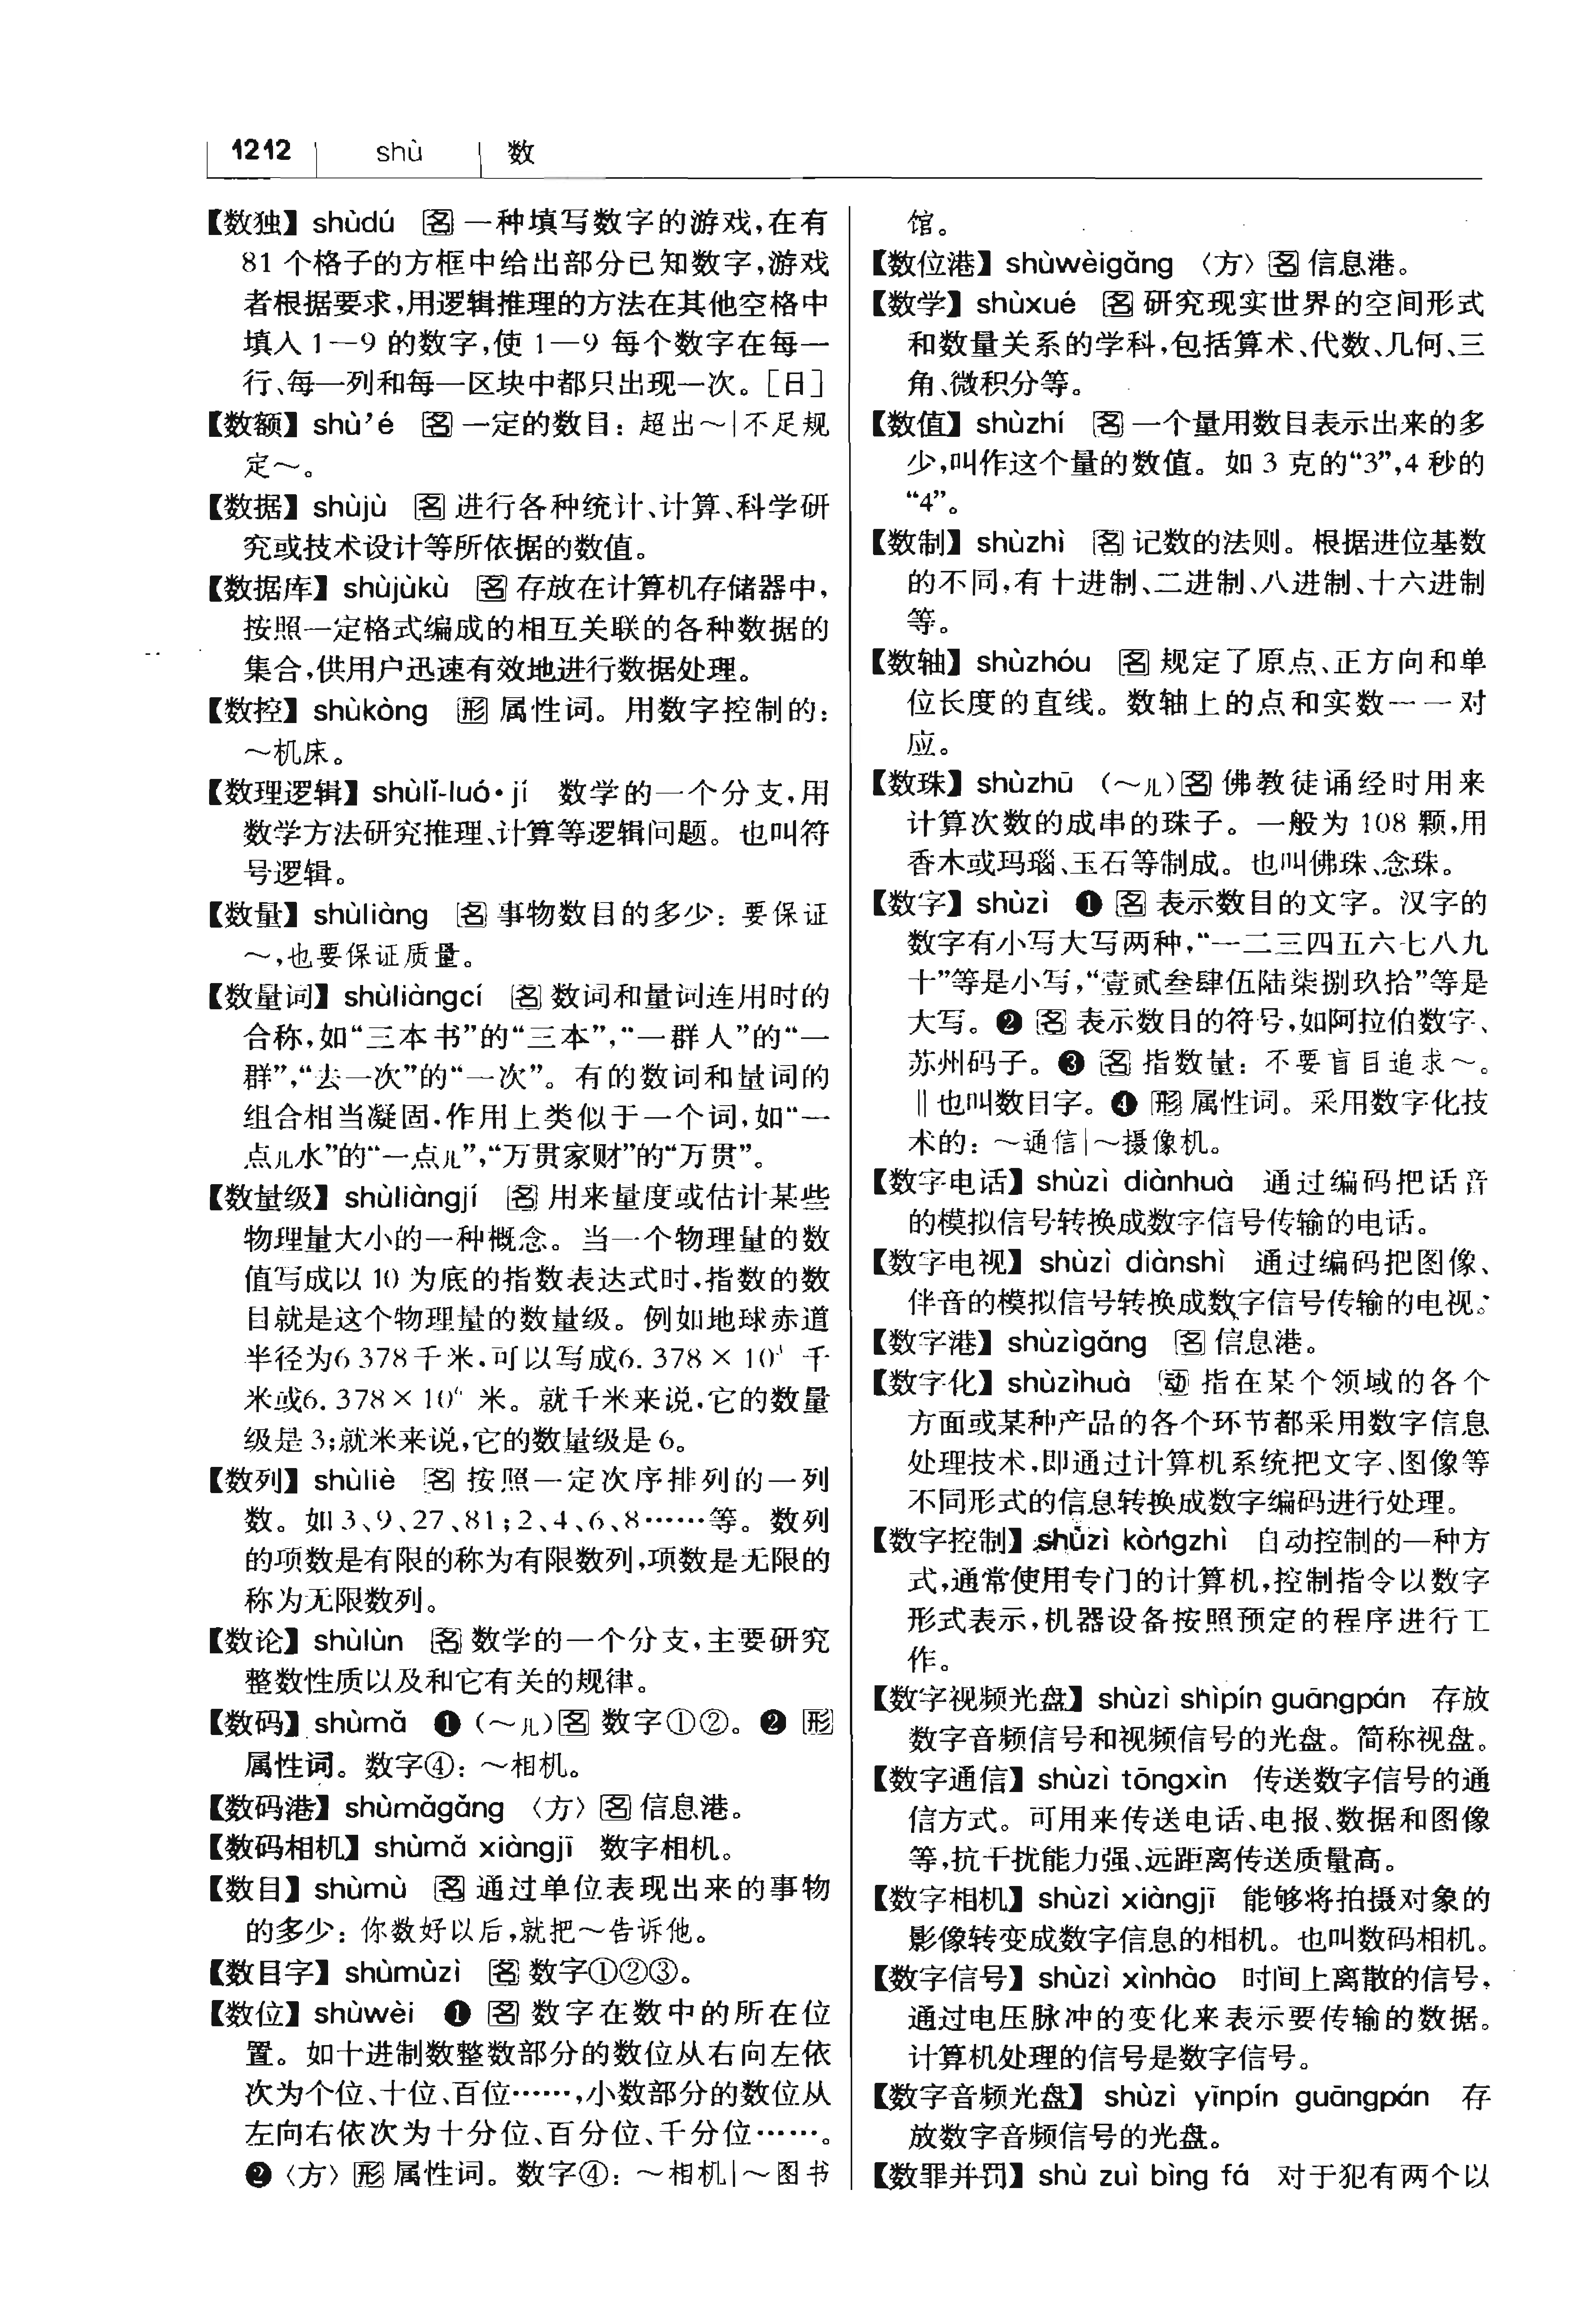 1212 shù 数
【数独】 shùdú 名 一种填写数字的游戏,在有
81 个格子的方框中给出部分已知数字,游戏
者根据要求,用逻辑推理的方法在其他空格中
填入 1—9 的数字,使 1—9 每个数字在每一
行、每一列和每一区块中都只出现一次。[日]
【数额】 shù’é 名 一定的数目：超出～|不足规
定～。
【数据】 shùjù 名 进行各种统计、计算、科学研
究或技术设计等所依据的数值。
【数据库】 shùjùkù 名 存放在计算机存储器中,
按照一定格式编成的相互关联的各种数据的
集合,供用户迅速有效地进行数据处理。
【数控】 shùkòng 形 属性词。用数字控制的：
～机床。
【数理逻辑】 shùlǐ-luó·jí 数学的一个分支,用
数学方法研究推理、计算等逻辑问题。也叫符
号逻辑。
【数量】 shùliàng 名 事物数目的多少：要保证
～,也要保证质量。
【数量词】 shùliàngcí 名 数词和量词连用时的
合称,如“三本书”的“三本”,“一群人”的“一
群”,“去一次”的“一次”。有的数词和量词的
组合相当凝固,作用上类似于一个词,如“一
点儿水”的“一点儿”,“万贯家财”的“万贯”。
【数量级】 shùliàngjí 名 用来量度或估计某些
物理量大小的一种概念。当一个物理量的数
值写成以 10 为底的指数表达式时,指数的数
目就是这个物理量的数量级。例如地球赤道
半径为6 378千米,可以写成6. 378 × 10³ 千
米或6. 378 × 10⁶ 米。就千米来说,它的数量
级是 3;就米来说,它的数量级是 6。
【数列】 shùliè 名 按照一定次序排列的一列
数。如 3、9、27、81；2、4、6、8……等。数列
的项数是有限的称为有限数列,项数是无限的
称为无限数列。
【数论】 shùlùn 名 数学的一个分支,主要研究
整数性质以及和它有关的规律。
【数码】 shùmǎ ❶ (～儿)名 数字①②。❷ 形
属性词。数字④：～相机。
【数码港】 shùmǎgǎng 〈方〉 名 信息港。
【数码相机】 shùmǎ xiàngjī 数字相机。
【数目】 shùmù 名 通过单位表现出来的事物
的多少：你数好以后,就把～告诉他。
【数目字】 shùmùzì 名 数字①②③。
【数位】 shùwèi ❶ 名 数字在数中的所在位
置。如十进制数整数部分的数位从右向左依
次为个位、十位、百位……,小数部分的数位从
左向右依次为十分位、百分位、千分位……。
❷〈方〉形 属性词。数字④：～相机|～图书
馆。
【数位港】 shùwèigǎng 〈方〉 名 信息港。
【数学】 shùxué 名 研究现实世界的空间形式
和数量关系的学科,包括算术、代数、几何、三
角、微积分等。
【数值】 shùzhí 名 一个量用数目表示出来的多
少,叫作这个量的数值。如 3 克的“3”,4 秒的
“4”。
【数制】 shùzhì 名 记数的法则。根据进位基数
的不同,有十进制、二进制、八进制、十六进制
等。
【数轴】 shùzhóu 名 规定了原点、正方向和单
位长度的直线。数轴上的点和实数一一对
应。
【数珠】 shùzhū (～儿)名 佛教徒诵经时用来
计算次数的成串的珠子。一般为 108 颗,用
香木或玛瑙、玉石等制成。也叫佛珠、念珠。
【数字】 shùzì ❶ 名 表示数目的文字。汉字的
数字有小写大写两种,“一二三四五六七八九
十”等是小写,“壹贰叁肆伍陆柒捌玖拾”等是
大写。❷ 名 表示数目的符号,如阿拉伯数字、
苏州码子。❸ 名 指数量：不要盲目追求～。
‖也叫数目字。❹ 形 属性词。采用数字化技
术的：～通信|～摄像机。
【数字电话】 shùzì diànhuà 通过编码把话音
的模拟信号转换成数字信号传输的电话。
【数字电视】 shùzì diànshì 通过编码把图像、
伴音的模拟信号转换成数字信号传输的电视。
【数字港】 shùzìgǎng 名 信息港。
【数字化】 shùzìhuà 动 指在某个领域的各个
方面或某种产品的各个环节都采用数字信息
处理技术,即通过计算机系统把文字、图像等
不同形式的信息转换成数字编码进行处理。
【数字控制】 shùzì kòngzhì 自动控制的一种方
式,通常使用专门的计算机,控制指令以数字
形式表示,机器设备按照预定的程序进行工
作。
【数字视频光盘】 shùzì shìpín guāngpán 存放
数字音频信号和视频信号的光盘。简称视盘。
【数字通信】 shùzì tōngxìn 传送数字信号的通
信方式。可用来传送电话、电报、数据和图像
等,抗干扰能力强、远距离传送质量高。
【数字相机】 shùzì xiàngjī 能够将拍摄对象的
影像转变成数字信息的相机。也叫数码相机。
【数字信号】 shùzì xìnhào 时间上离散的信号,
通过电压脉冲的变化来表示要传输的数据。
计算机处理的信号是数字信号。
【数字音频光盘】 shùzì yīnpín guāngpán 存
放数字音频信号的光盘。
【数罪并罚】 shù zuì bìng fá 对于犯有两个以